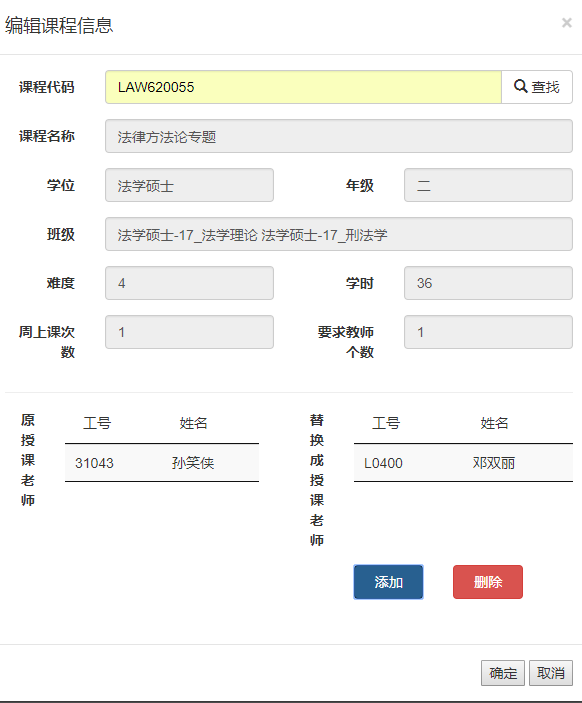 编辑课程信息 ×
课程代码 LAW620055 查找
课程名称 法律方法论专题
学位 法学硕士 年级 二
班级 法学硕士-17_法学理论 法学硕士-17_刑法学
难度 4 学时 36
周上课次数 1 要求教师个数 1
原授课老师
工号 姓名
31043 孙笑侠
替换成授课老师
工号 姓名
L0400 邓双丽
添加 删除
确定 取消